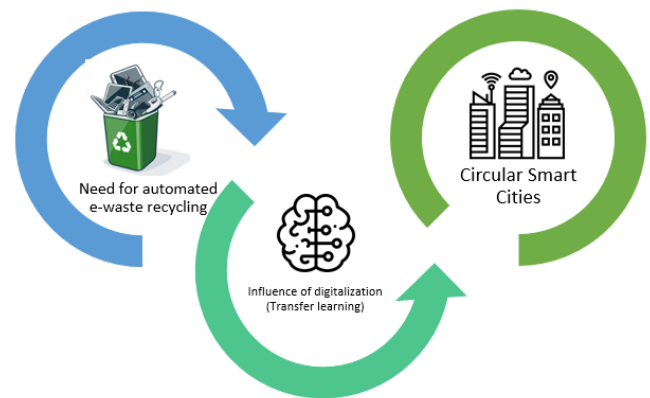 Need for automated
e-waste recycling
Influence of digitalization
(Transfer learning)
Circular Smart
Cities